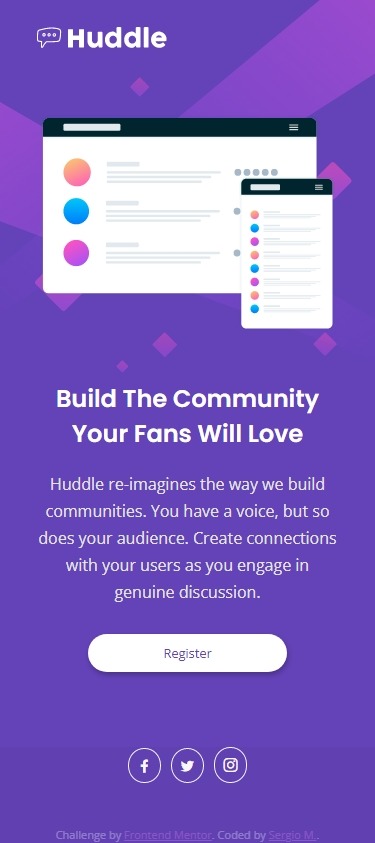 Huddle
Build The Community
Your Fans Will Love
Huddle re-imagines the way we build
communities. You have a voice, but so
does your audience. Create connections
with your users as you engage in
genuine discussion.
Register
Challenge by Frontend Mentor. Coded by Sergio M..